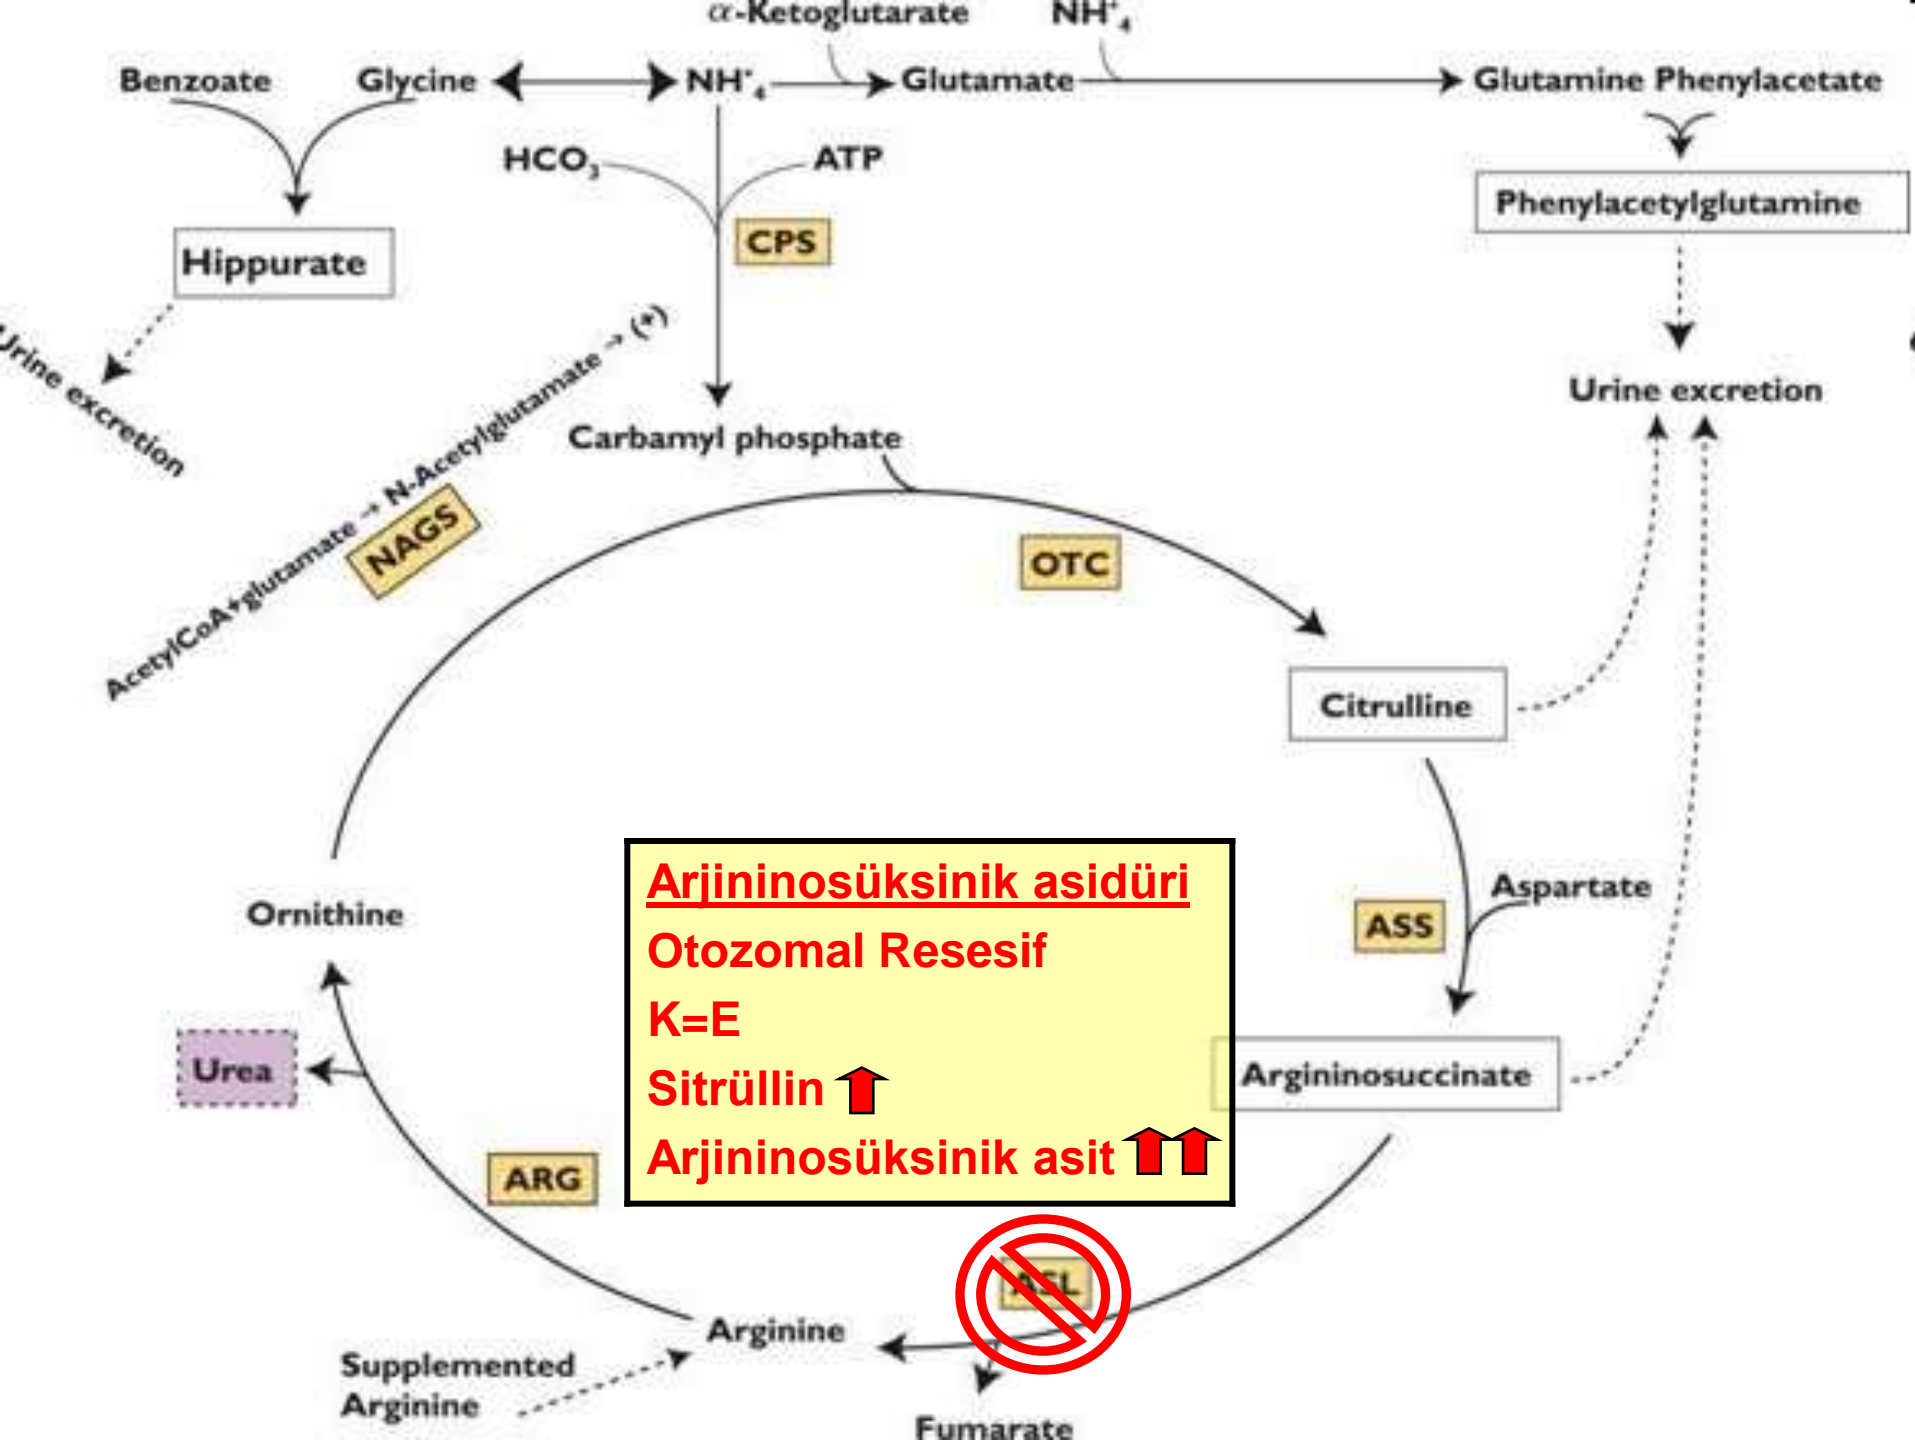 α-Ketoglutarate
NH⁺₄
Benzoate
Glycine
NH⁺₄
Glutamate
Glutamine Phenylacetate
HCO₃
ATP
CPS
Phenylacetylglutamine
Hippurate
Urine excretion
Urine excretion
AcetylCoA+glutamate → N-Acetylglutamate → (*)
NAGS
Carbamyl phosphate
OTC
Citrulline
Arjininosüksinik asidüri
Otozomal Resesif
K=E
Sitrüllin
Arjininosüksinik asit
Aspartate
ASS
Ornithine
Urea
Argininosuccinate
ARG
ASL
Arginine
Supplemented
Arginine
Fumarate